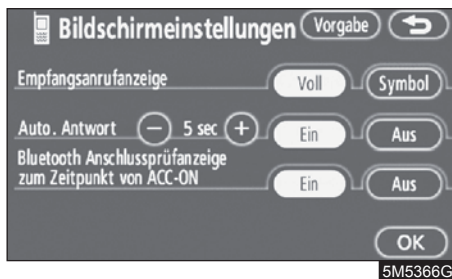 Bildschirmeinstellungen Vorgabe
Empfangsanrufanzeige Voll Symbol
Auto. Antwort − 5 sec + Ein Aus
Bluetooth Anschlussprüfanzeige
zum Zeitpunkt von ACC-ON Ein Aus
OK
5M5366G